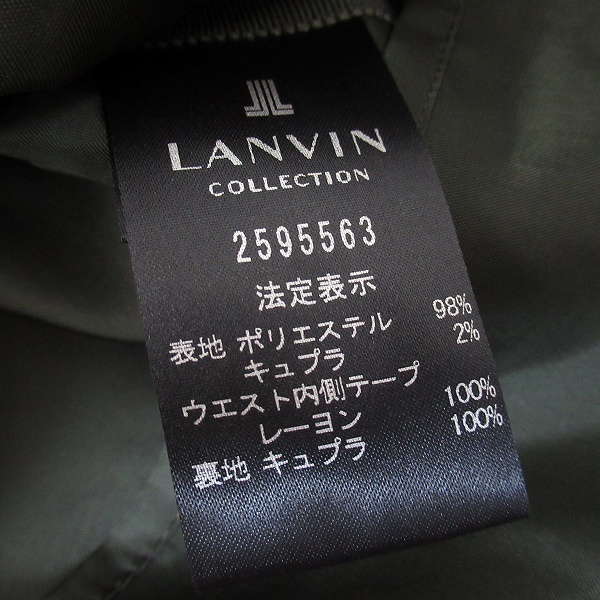 LANVIN
COLLECTION
2595563
法定表示
表地 ポリエステル 98%
キュプラ 2%
ウエスト内側テープ
レーヨン 100%
裏地 キュプラ 100%